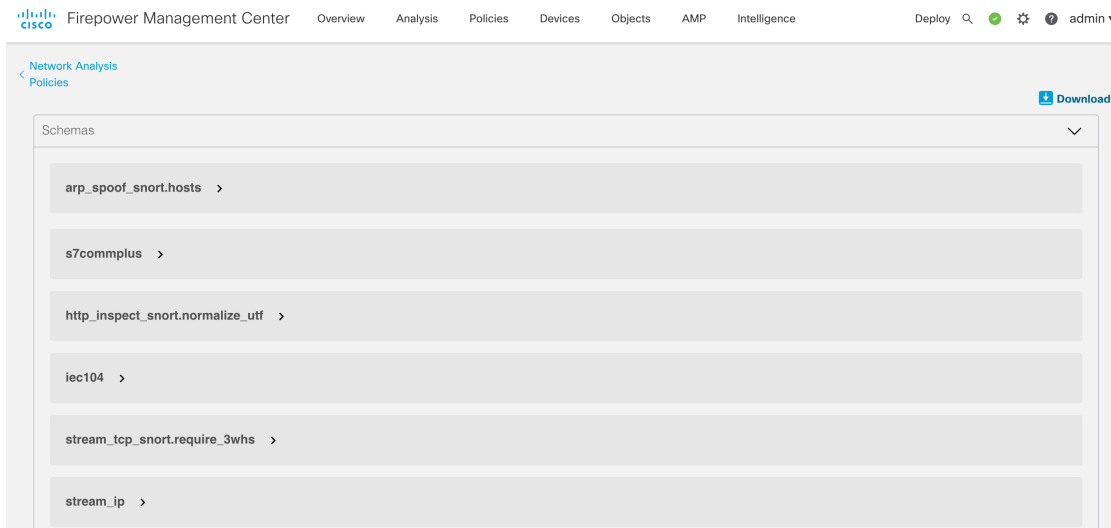 CISCO Firepower Management Center Overview Analysis Policies Devices Objects AMP Intelligence Deploy admin
Network Analysis
Policies
Download
Schemas
arp_spoof_snort.hosts
s7commplus
http_inspect_snort.normalize_utf
iec104
stream_tcp_snort.require_3whs
stream_ip